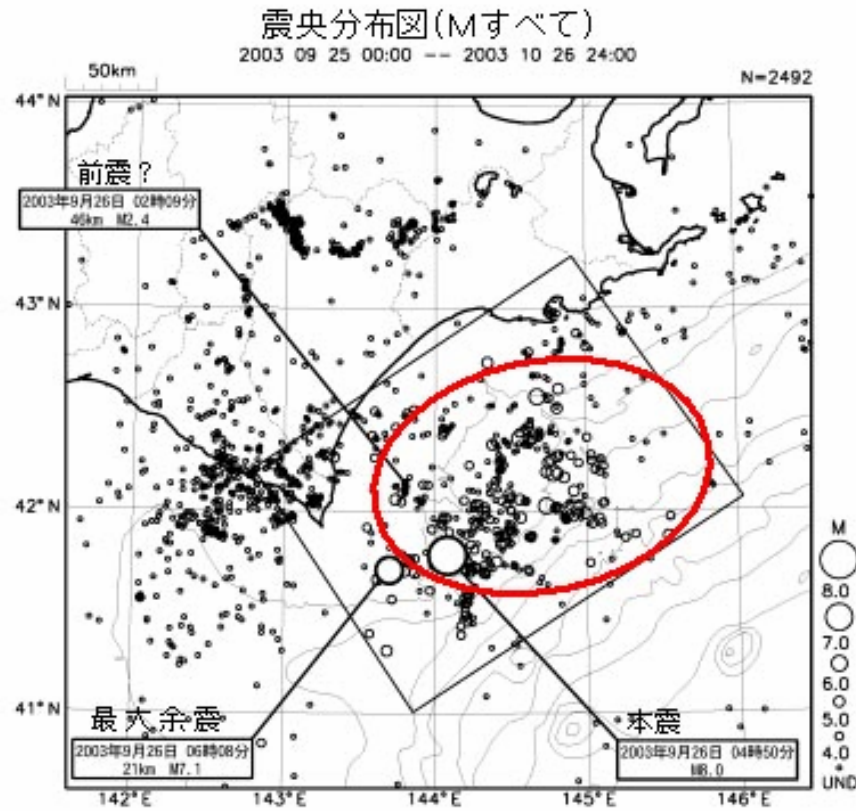 震央分布図(Mすべて)
2003 09 25 00:00 -- 2003 10 26 24:00
50km
N=2492
44°N
前震?
2003年9月26日 02時09分
46km M2.4
43°N
42°N
41°N
最大余震
2003年9月26日 06時08分
21km M7.1
本震
2003年9月26日 04時50分
M8.0
M
8.0
7.0
6.0
5.0
4.0
UND
142°E
143°E
144°E
145°E
146°E